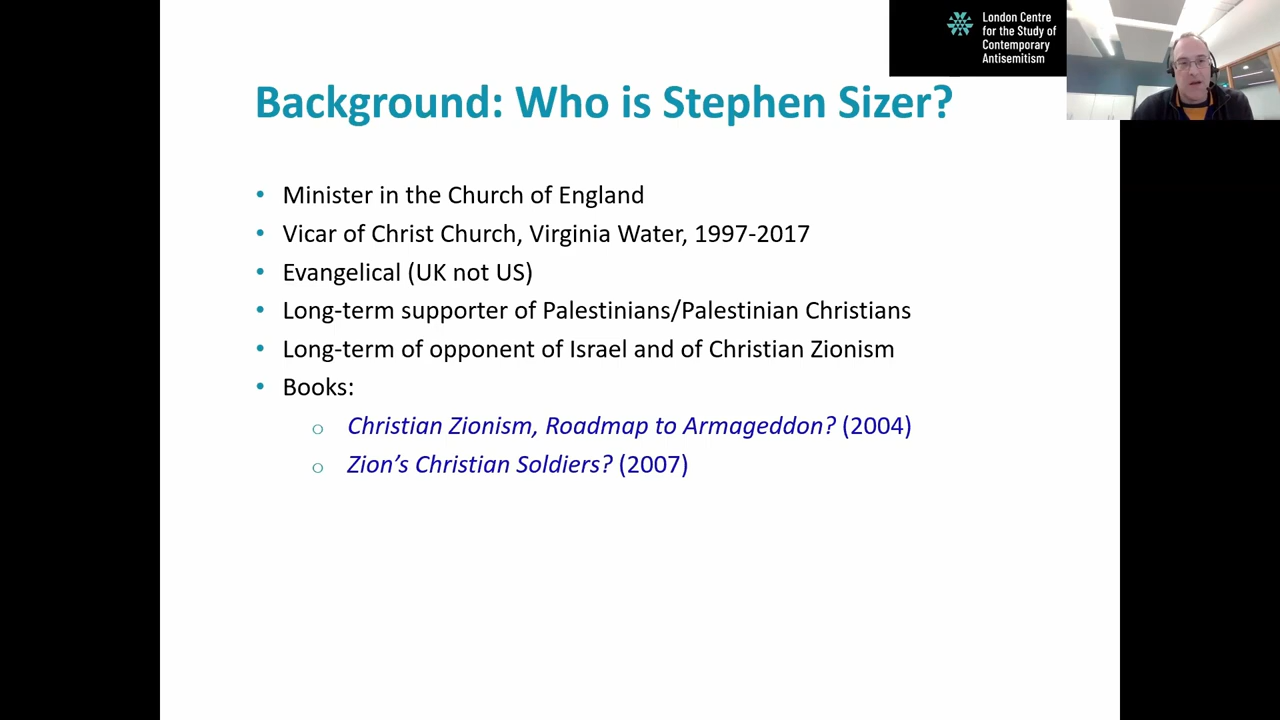 London Centre
for the Study of
Contemporary
Antisemitism
Background: Who is Stephen Sizer?
• Minister in the Church of England
• Vicar of Christ Church, Virginia Water, 1997-2017
• Evangelical (UK not US)
• Long-term supporter of Palestinians/Palestinian Christians
• Long-term of opponent of Israel and of Christian Zionism
• Books:
o Christian Zionism, Roadmap to Armageddon? (2004)
o Zion’s Christian Soldiers? (2007)